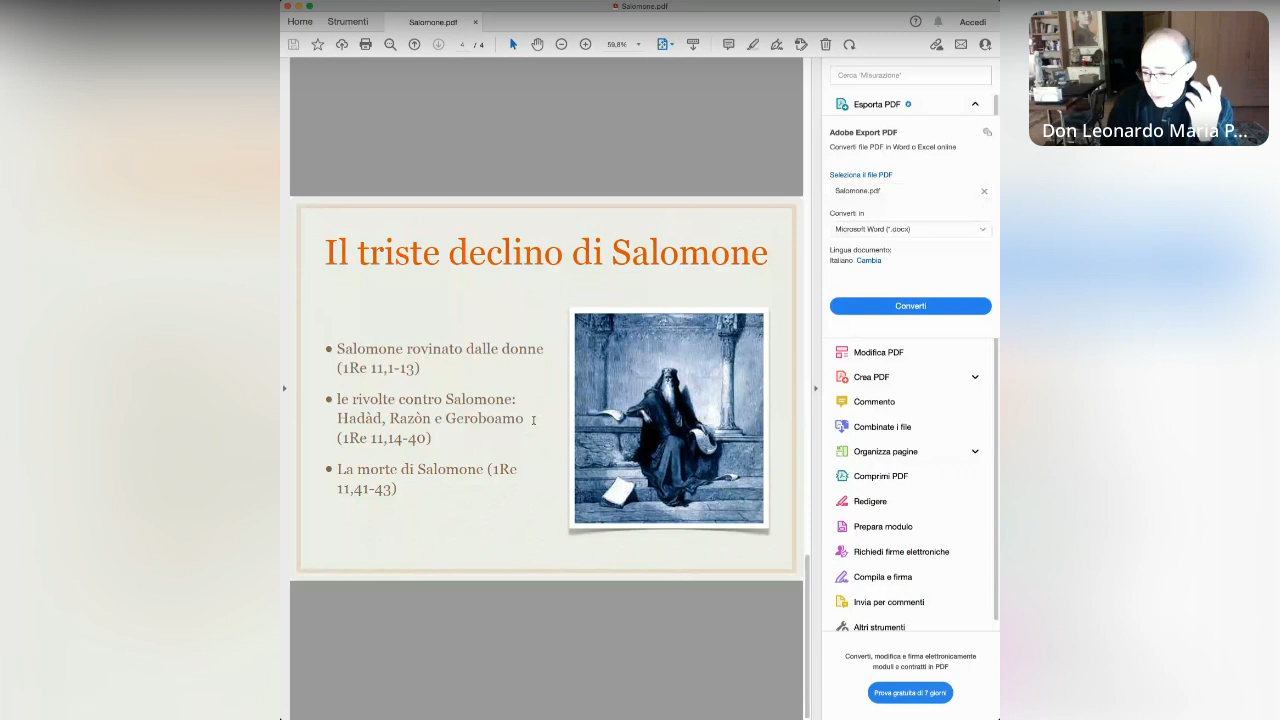 Salomone.pdf
Home Strumenti Salomone.pdf × Accedi
4 / 4 59,8%
Cerca 'Misurazione'
Esporta PDF
Adobe Export PDF
Converti file PDF in Word o Excel online
Seleziona il file PDF
Salomone.pdf
Converti in
Microsoft Word (*.docx)
Lingua documento:
Italiano Cambia
Converti
Modifica PDF
Crea PDF
Commento
Combinate i file
Organizza pagine
Comprimi PDF
Redigere
Prepara modulo
Richiedi firme elettroniche
Compila e firma
Invia per commenti
Altri strumenti
Converti, modifica e firma elettronicamente
moduli e contratti in PDF
Prova gratuita di 7 giorni
Il triste declino di Salomone
• Salomone rovinato dalle donne
(1Re 11,1-13)
• le rivolte contro Salomone:
Hadàd, Razòn e Geroboamo
(1Re 11,14-40)
• La morte di Salomone (1Re
11,41-43)
Don Leonardo Maria P...